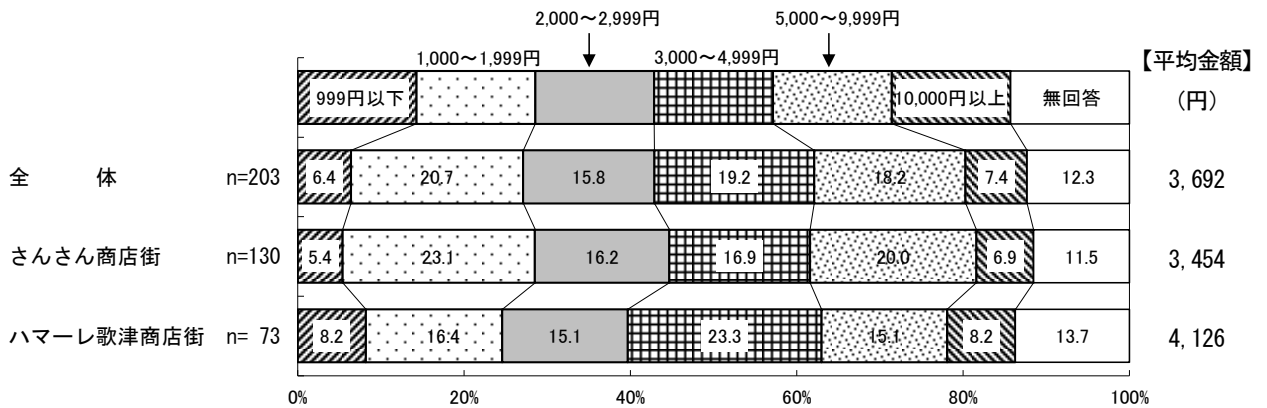 2,000～2,999円
5,000～9,999円
1,000～1,999円
3,000～4,999円
【平均金額】
999円以下
10,000円以上
無回答
（円）
全体 n=203 6.4 20.7 15.8 19.2 18.2 7.4 12.3 3,692
さんさん商店街 n=130 5.4 23.1 16.2 16.9 20.0 6.9 11.5 3,454
ハマーレ歌津商店街 n= 73 8.2 16.4 15.1 23.3 15.1 8.2 13.7 4,126
0% 20% 40% 60% 80% 100%